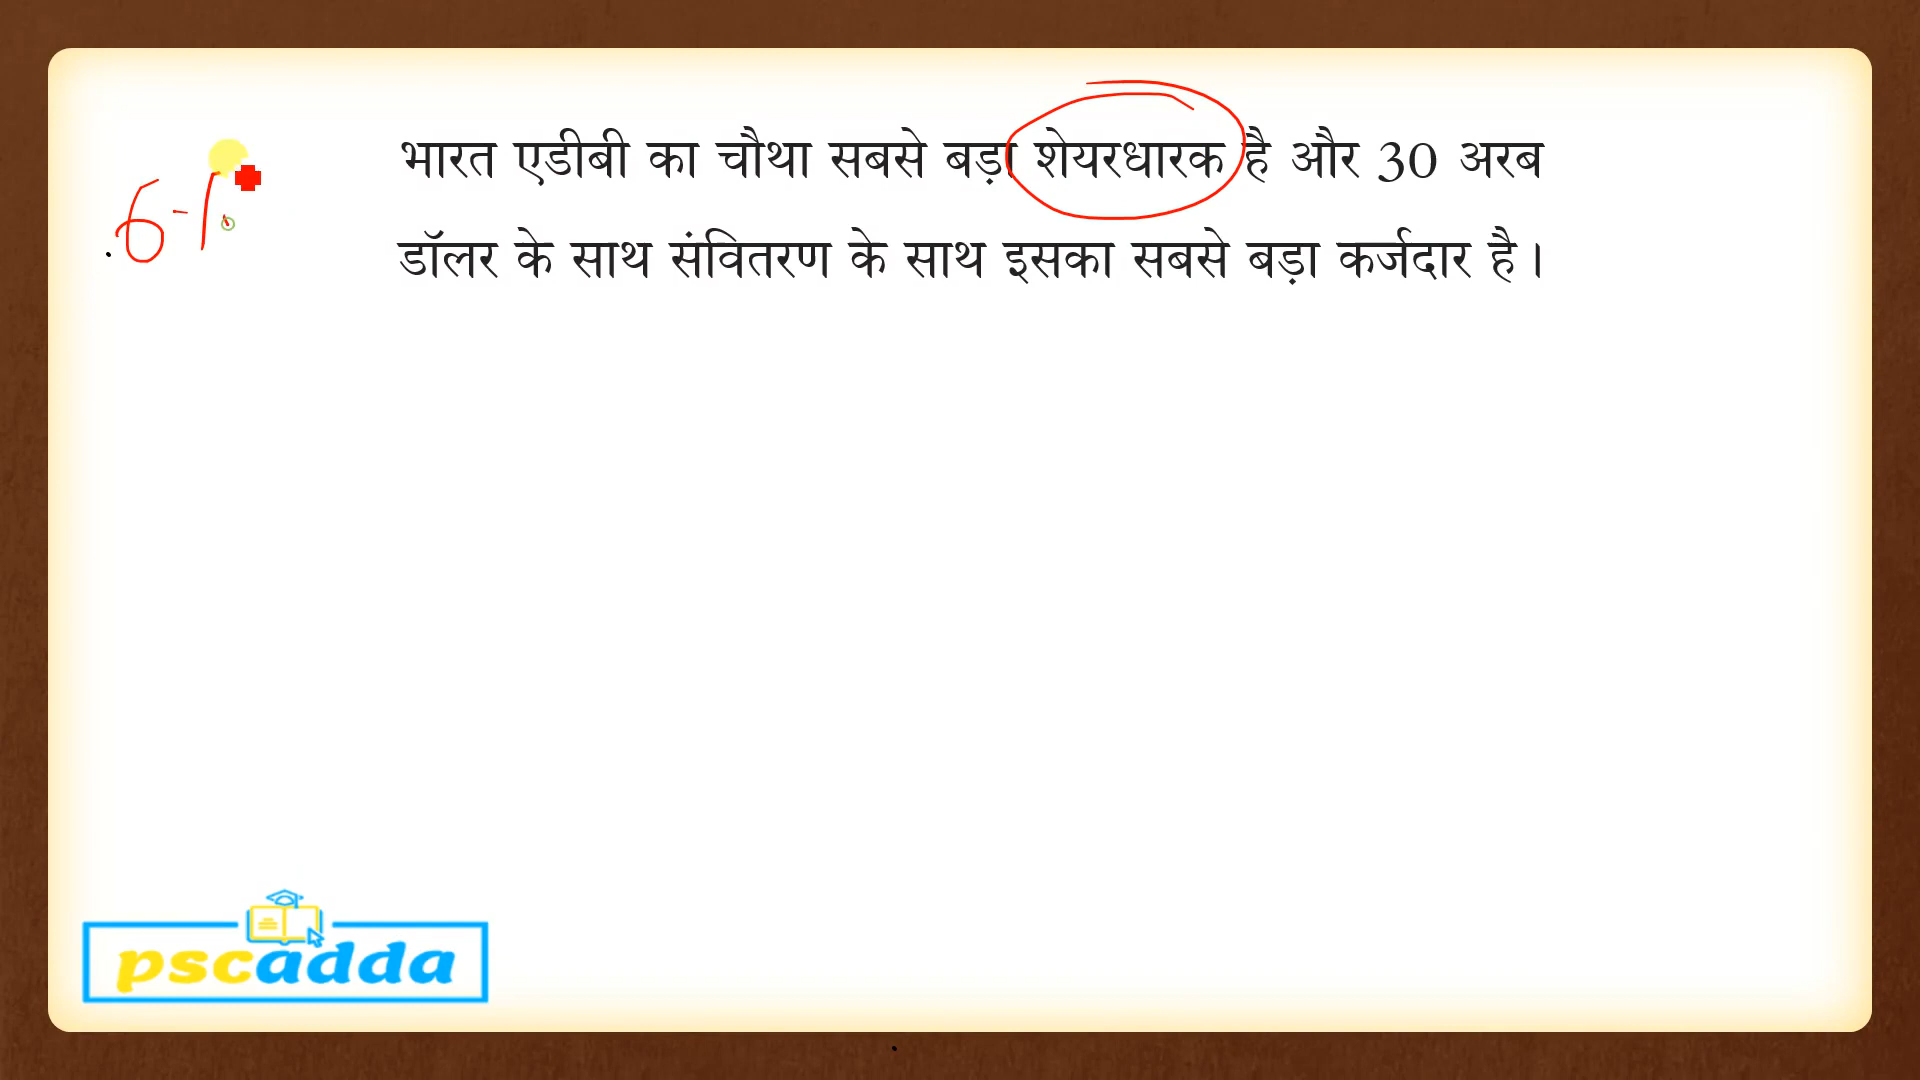 भारत एडीबी का चौथा सबसे बड़ा शेयरधारक है और 30 अरब
डॉलर के साथ संवितरण के साथ इसका सबसे बड़ा कर्जदार है।
6-1
pscadda